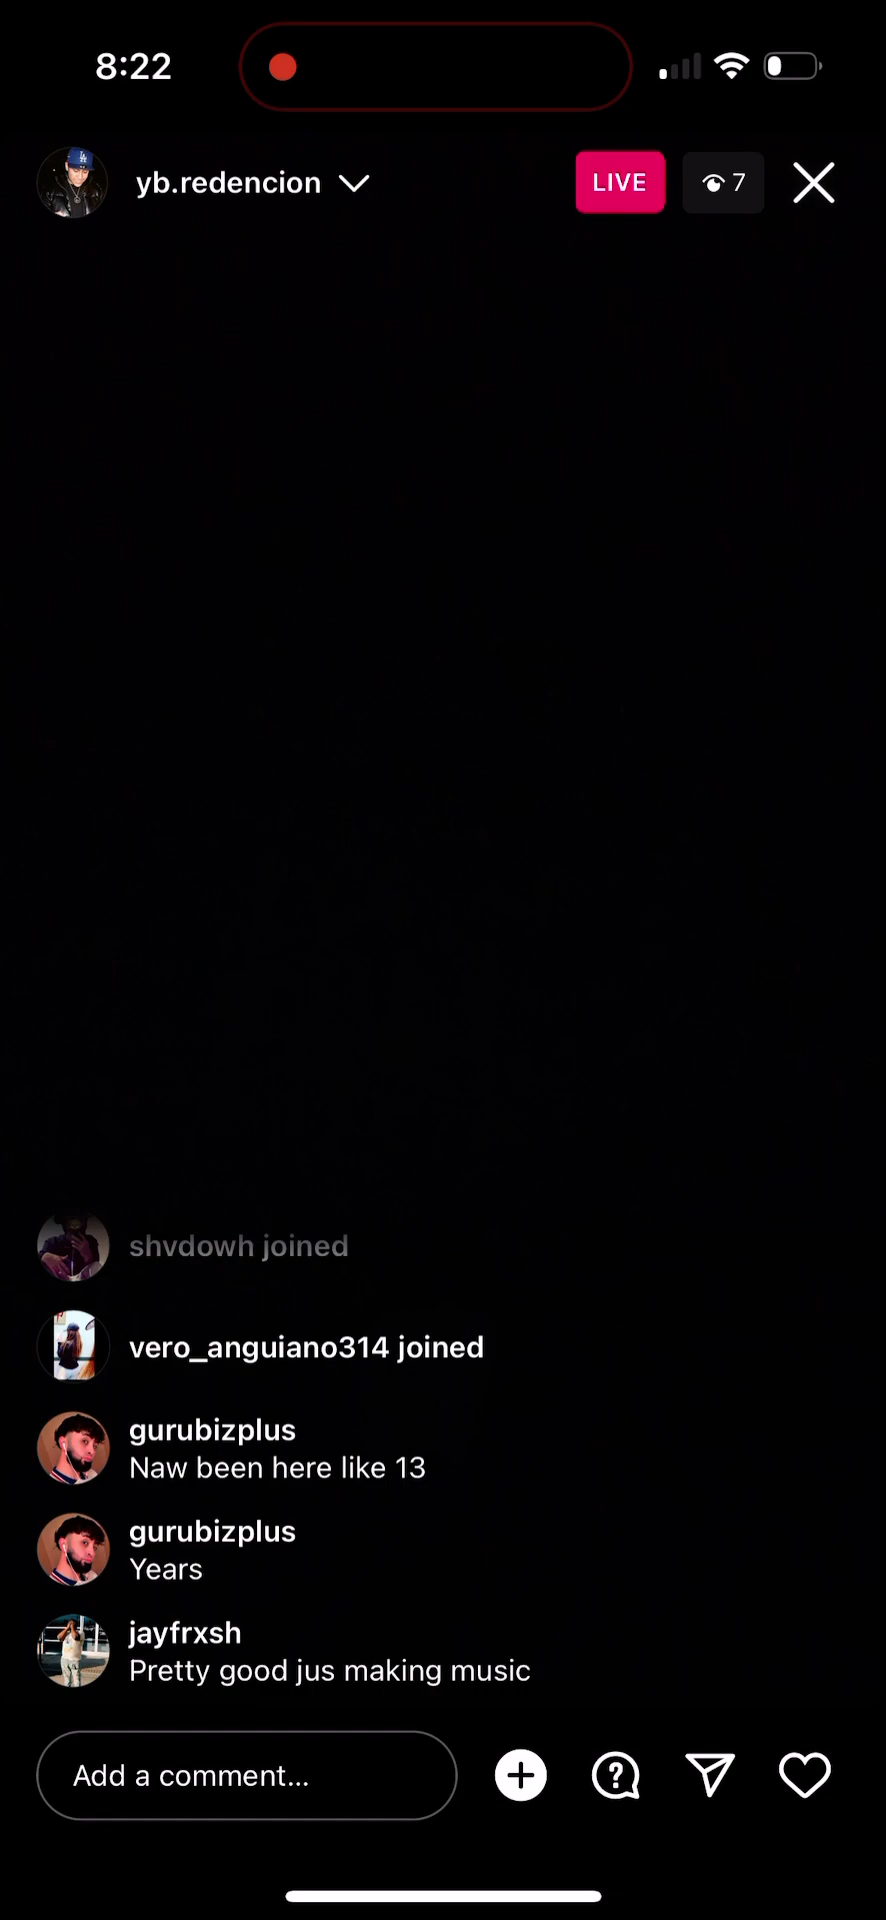 8:22
yb.redencion
LIVE
7
shvdowh joined
vero_anguiano314 joined
gurubizplus
Naw been here like 13
gurubizplus
Years
jayfrxsh
Pretty good jus making music
Add a comment...